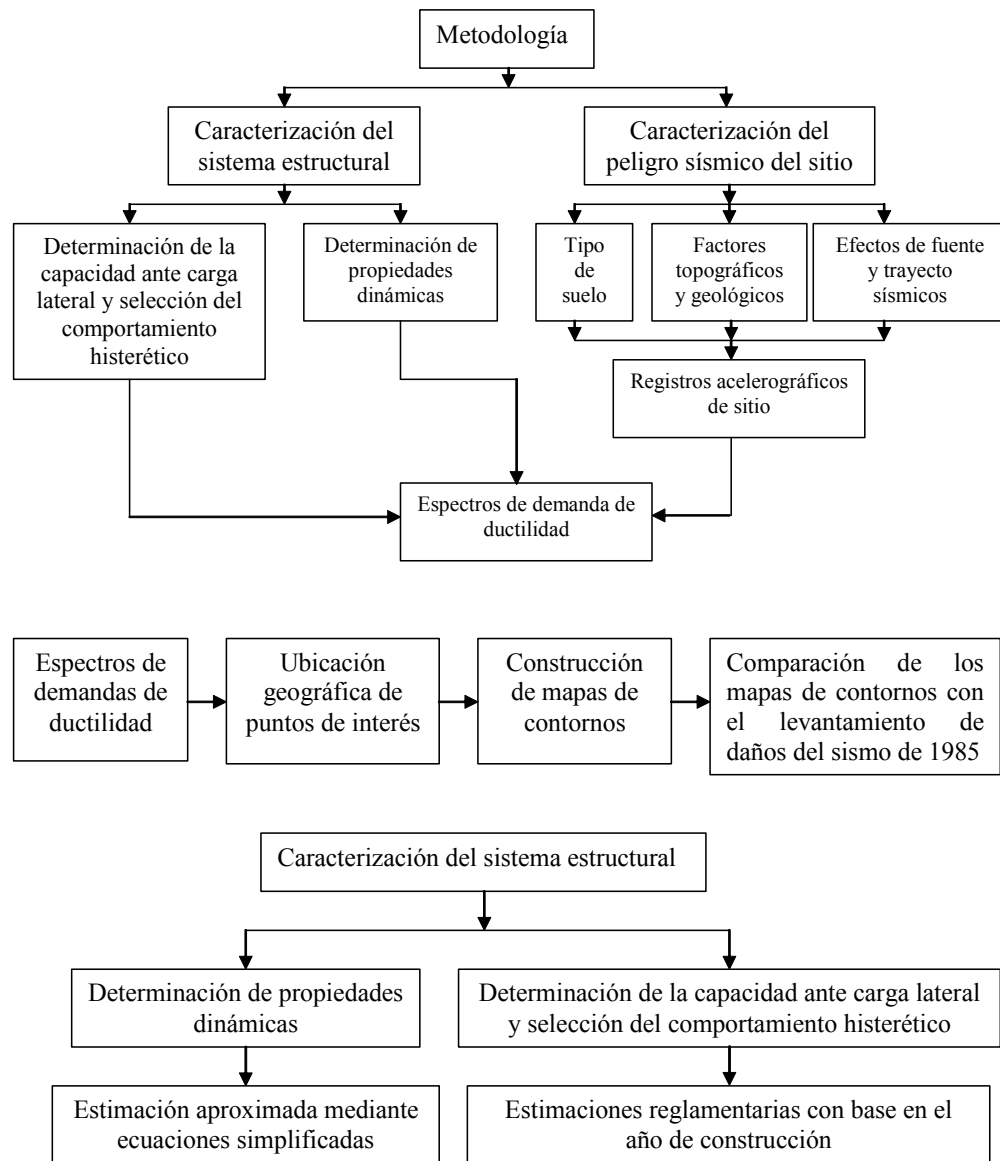 Metodología
Caracterización del
sistema estructural
Caracterización del
peligro sísmico del sitio
Determinación de la
capacidad ante carga
lateral y selección del
comportamiento
histerético
Determinación de
propiedades
dinámicas
Tipo
de
suelo
Factores
topográficos
y geológicos
Efectos de fuente
y trayecto
sísmicos
Registros acelerográficos
de sitio
Espectros de demanda de
ductilidad
Espectros de
demandas de
ductilidad
Ubicación
geográfica de
puntos de interés
Construcción
de mapas de
contornos
Comparación de los
mapas de contornos con
el levantamiento de
daños del sismo de 1985
Caracterización del sistema estructural
Determinación de propiedades
dinámicas
Determinación de la capacidad ante carga lateral
y selección del comportamiento histerético
Estimación aproximada mediante
ecuaciones simplificadas
Estimaciones reglamentarias con base en el
año de construcción